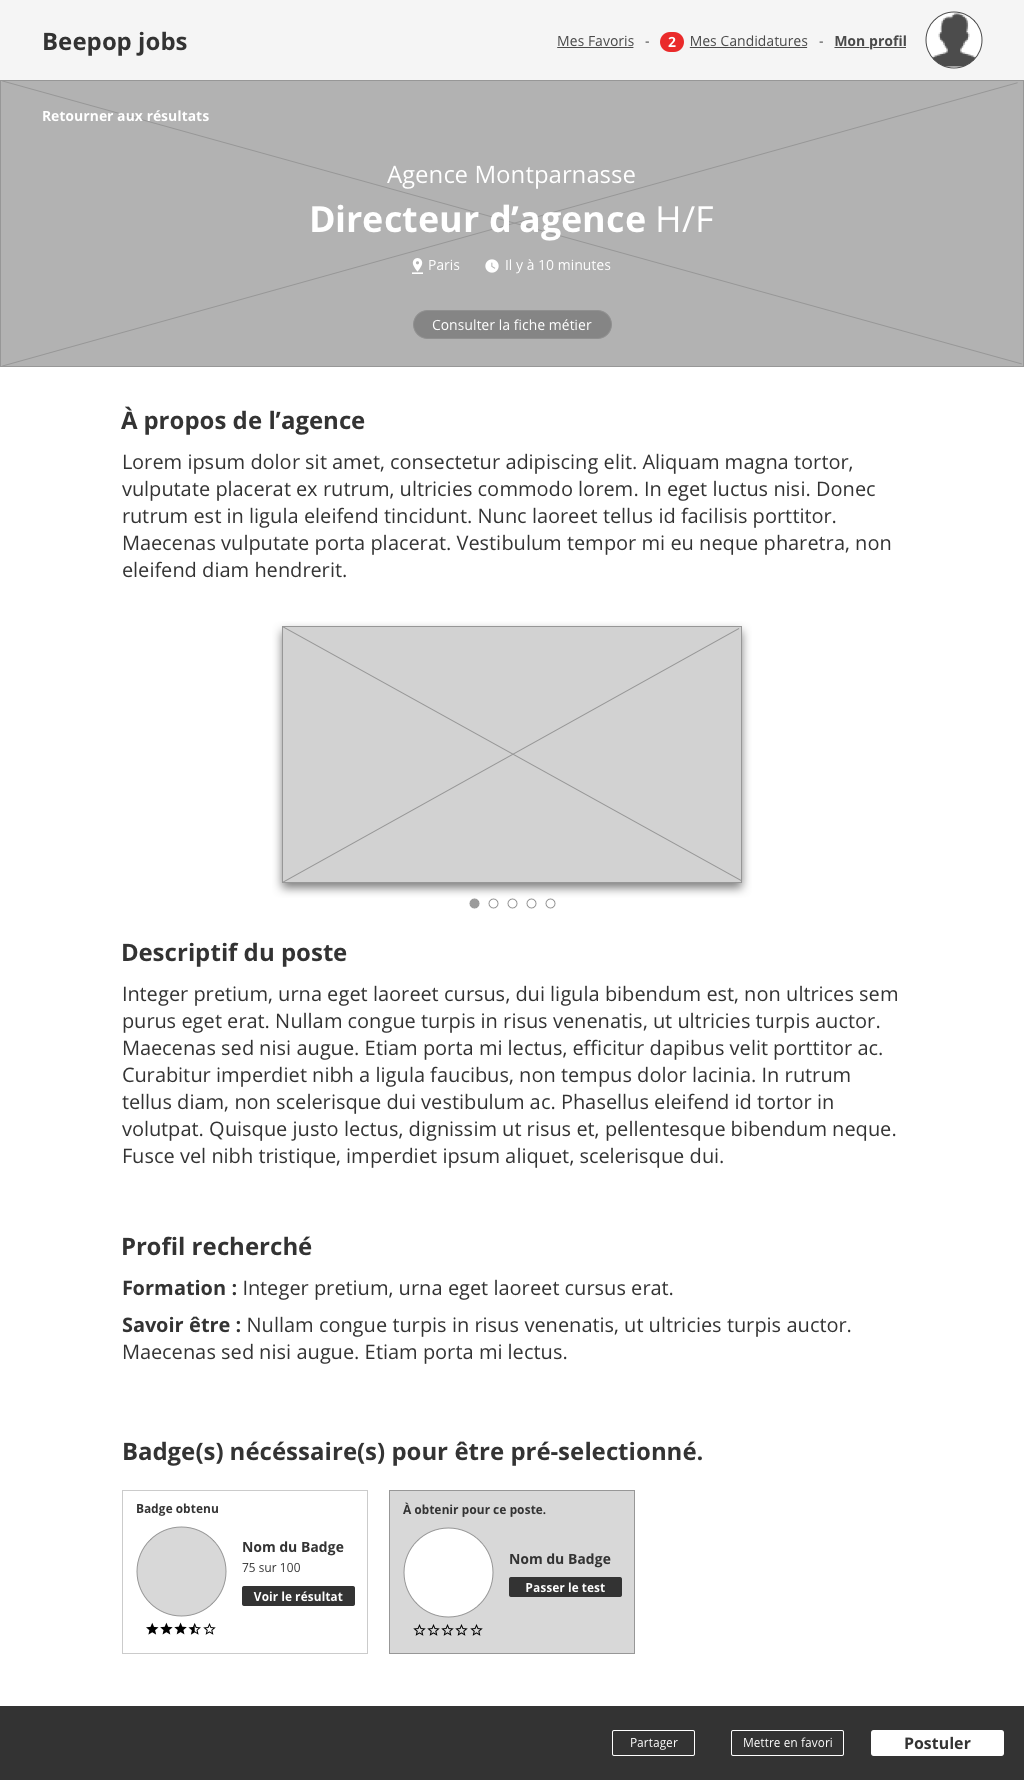 Beepop jobs
Mes Favoris - 2 Mes Candidatures - Mon profil
Retourner aux résultats
Agence Montparnasse
Directeur d’agence H/F
Paris Il y à 10 minutes
Consulter la fiche métier
À propos de l’agence
Lorem ipsum dolor sit amet, consectetur adipiscing elit. Aliquam magna tortor,
vulputate placerat ex rutrum, ultricies commodo lorem. In eget luctus nisi. Donec
rutrum est in ligula eleifend tincidunt. Nunc laoreet tellus id facilisis porttitor.
Maecenas vulputate porta placerat. Vestibulum tempor mi eu neque pharetra, non
eleifend diam hendrerit.
Descriptif du poste
Integer pretium, urna eget laoreet cursus, dui ligula bibendum est, non ultrices sem
purus eget erat. Nullam congue turpis in risus venenatis, ut ultricies turpis auctor.
Maecenas sed nisi augue. Etiam porta mi lectus, efficitur dapibus velit porttitor ac.
Curabitur imperdiet nibh a ligula faucibus, non tempus dolor lacinia. In rutrum
tellus diam, non scelerisque dui vestibulum ac. Phasellus eleifend id tortor in
volutpat. Quisque justo lectus, dignissim ut risus et, pellentesque bibendum neque.
Fusce vel nibh tristique, imperdiet ipsum aliquet, scelerisque dui.
Profil recherché
Formation : Integer pretium, urna eget laoreet cursus erat.
Savoir être : Nullam congue turpis in risus venenatis, ut ultricies turpis auctor.
Maecenas sed nisi augue. Etiam porta mi lectus.
Badge(s) nécéssaire(s) pour être pré-selectionné.
Badge obtenu
Nom du Badge
75 sur 100
Voir le résultat
À obtenir pour ce poste.
Nom du Badge
Passer le test
Partager Mettre en favori Postuler